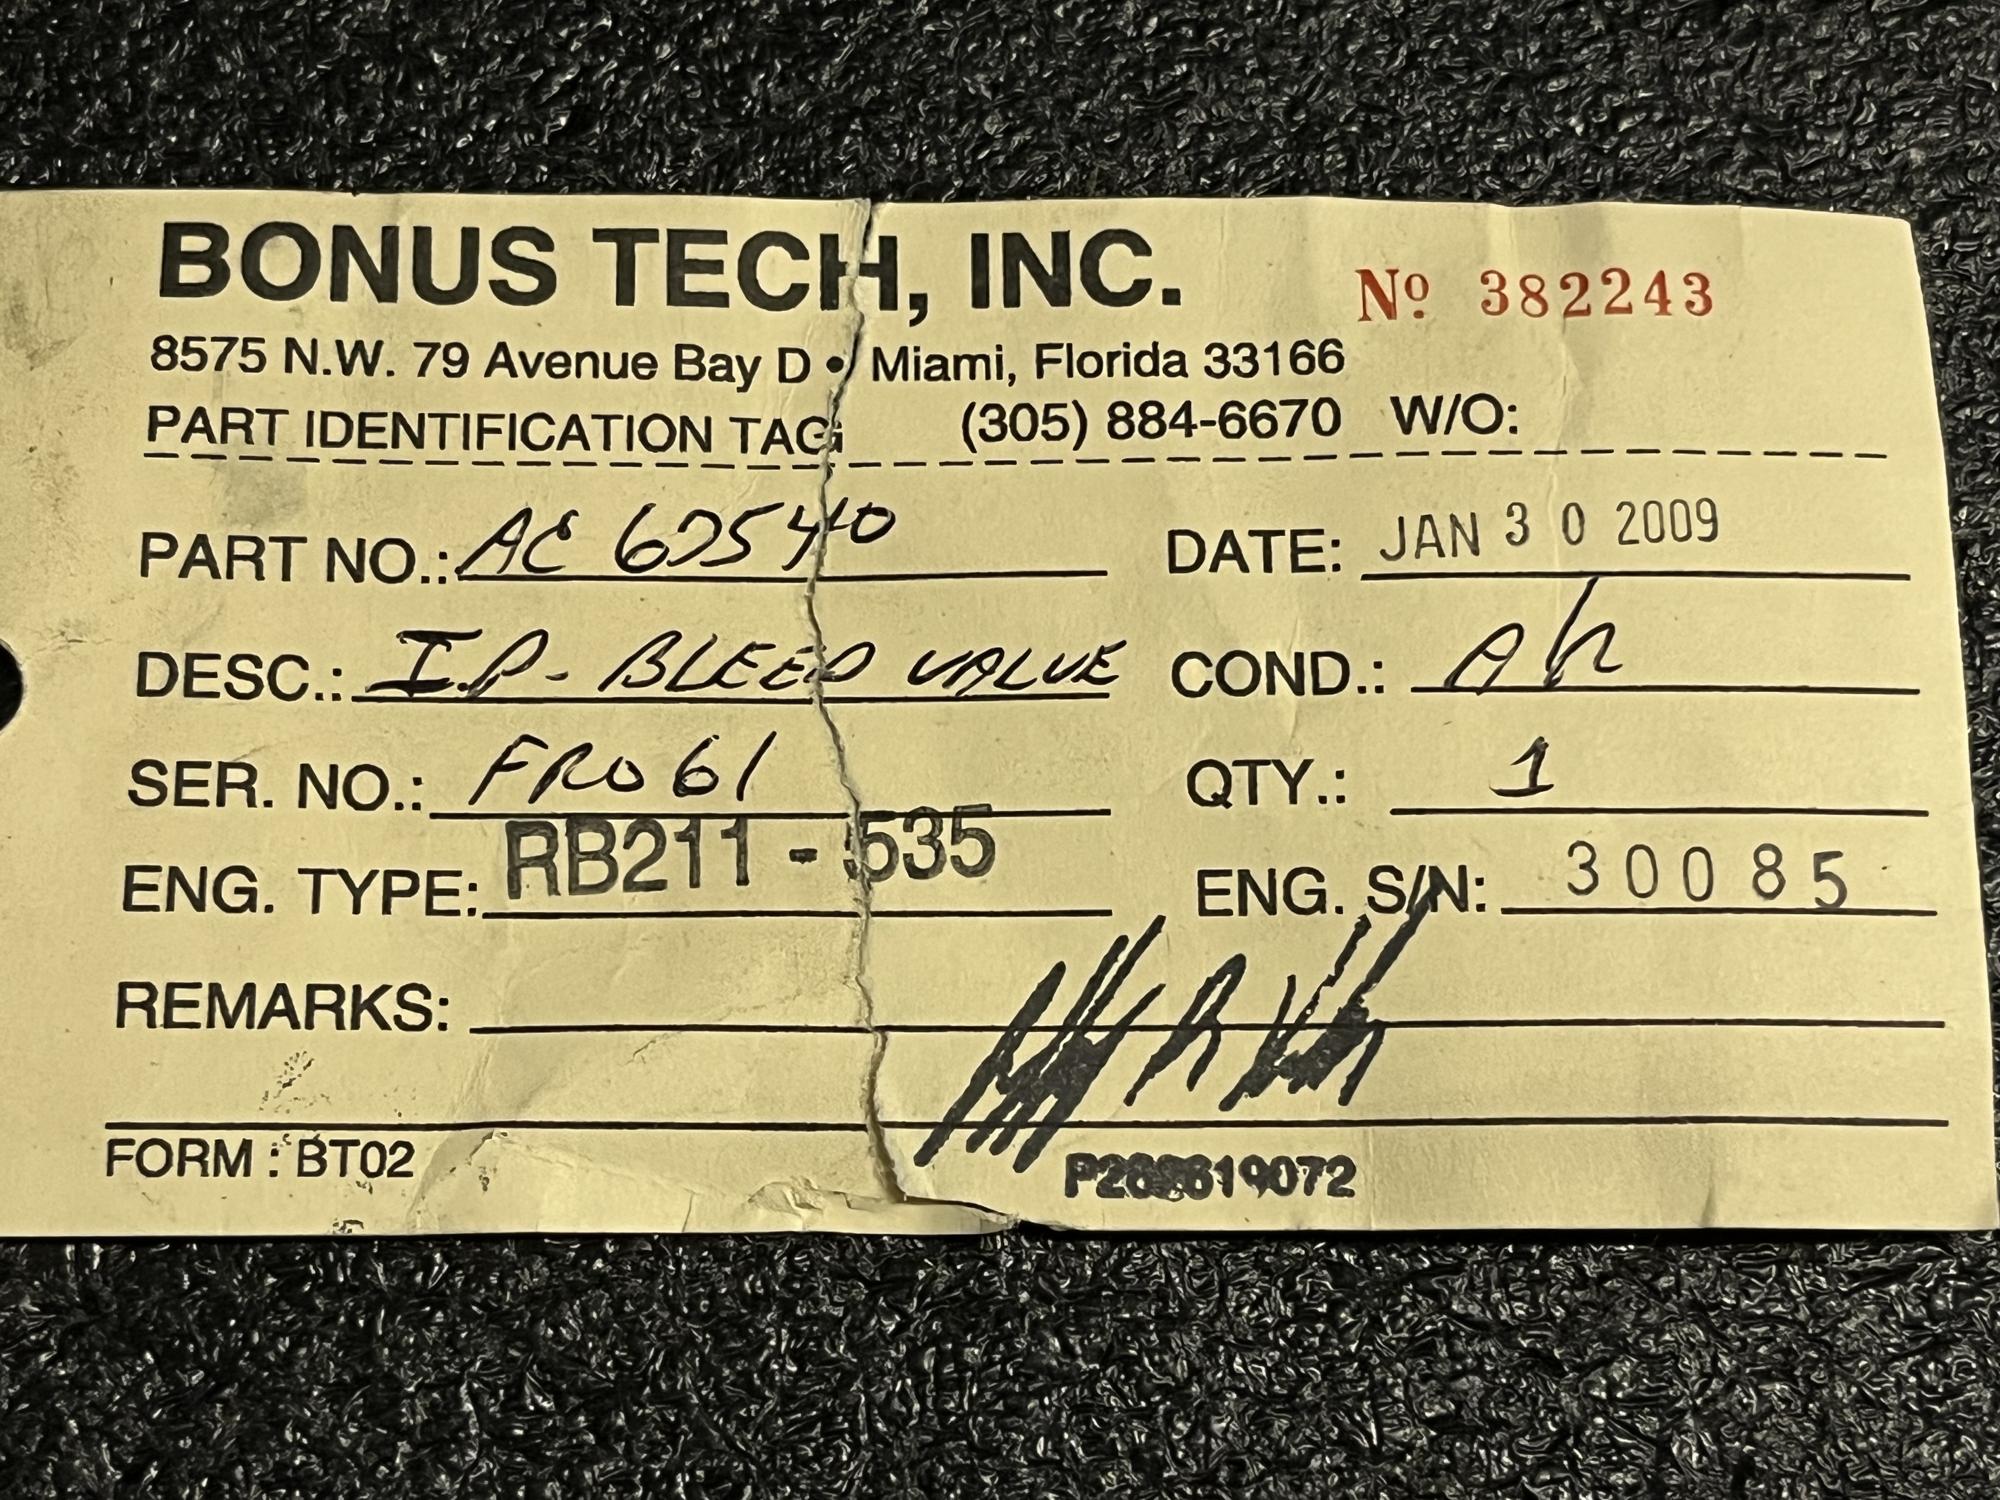 BONUS TECH, INC.
Nº 382243
8575 N.W. 79 Avenue Bay D • Miami, Florida 33166
PART IDENTIFICATION TAG (305) 884-6670 W/O:
PART NO.: AC 67540 DATE: JAN 30 2009
DESC.: I.P. - BLEED VALVE COND.: AR
SER. NO.: FR061 QTY.: 1
ENG. TYPE: RB211-535 ENG. S/N: 30085
REMARKS:
FORM : BT02